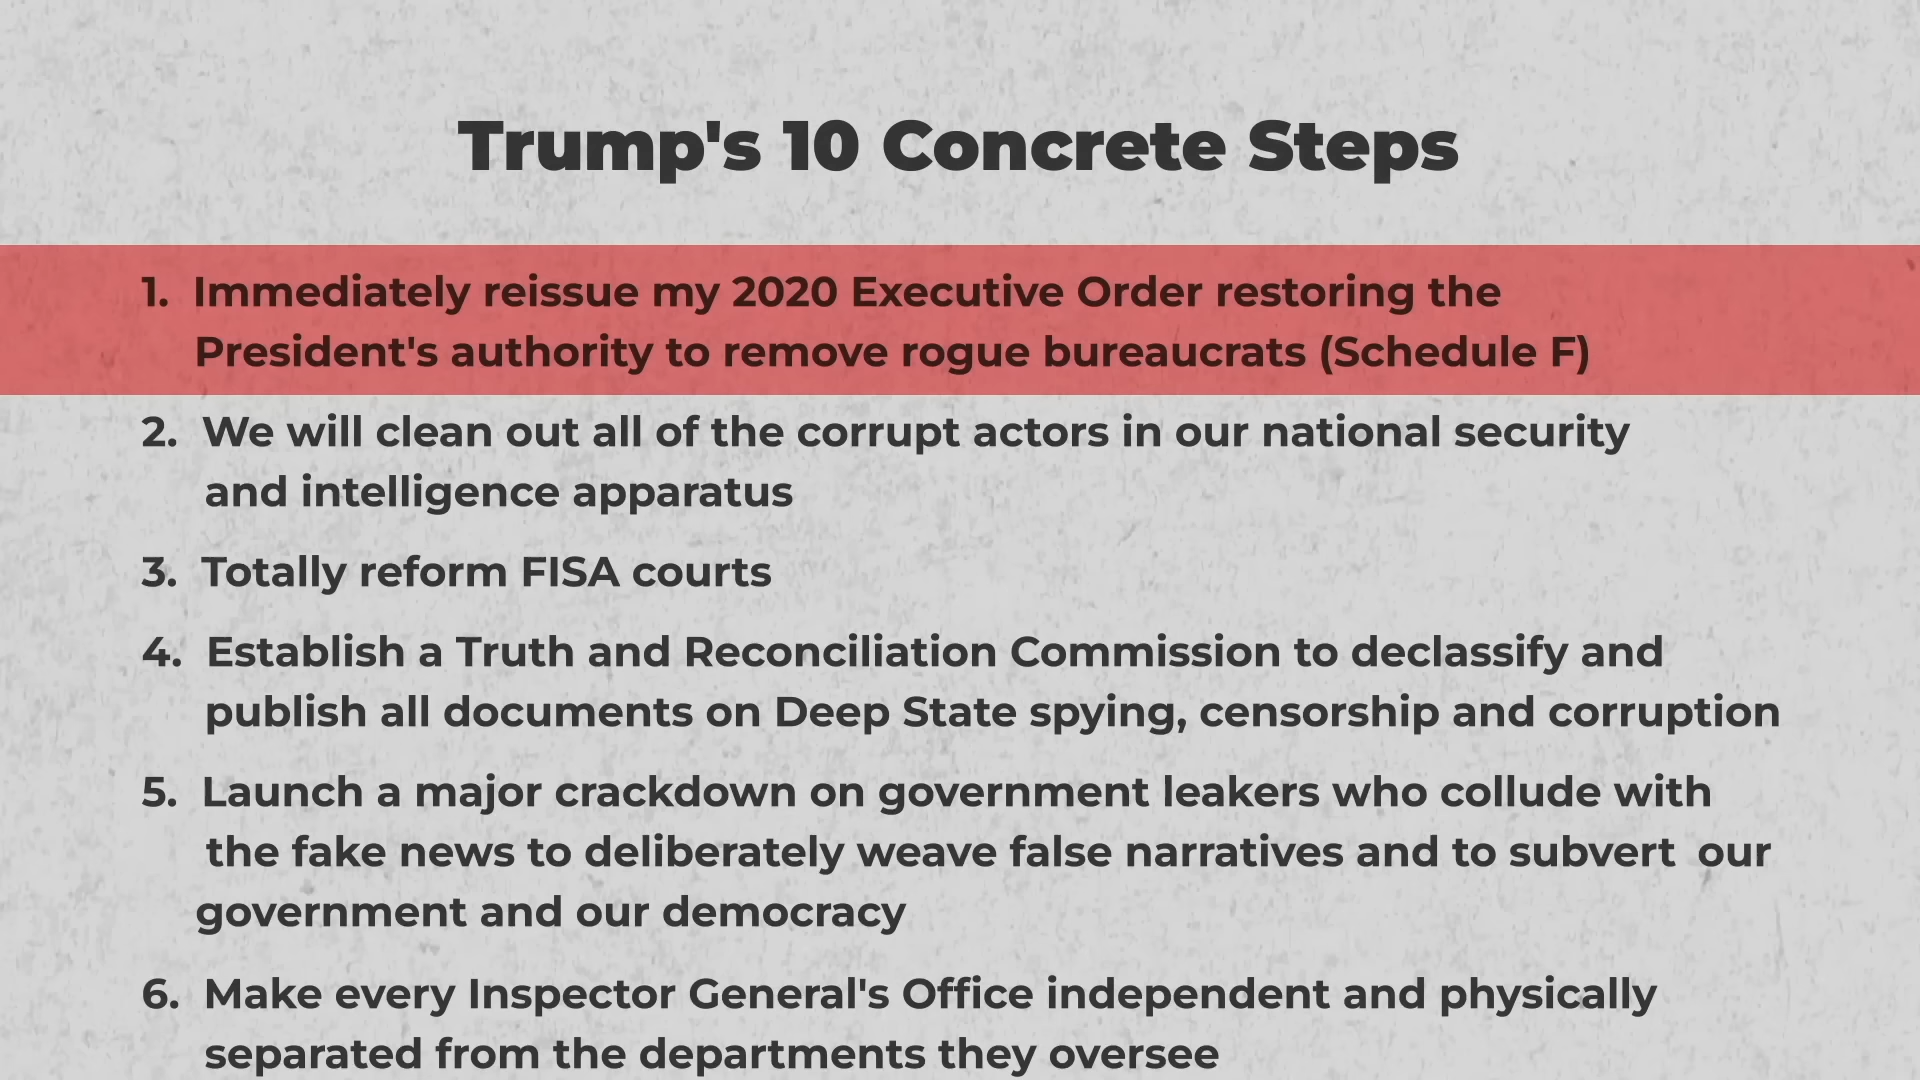 Trump's 10 Concrete Steps
1. Immediately reissue my 2020 Executive Order restoring the
President's authority to remove rogue bureaucrats (Schedule F)
2. We will clean out all of the corrupt actors in our national security
and intelligence apparatus
3. Totally reform FISA courts
4. Establish a Truth and Reconciliation Commission to declassify and
publish all documents on Deep State spying, censorship and corruption
5. Launch a major crackdown on government leakers who collude with
the fake news to deliberately weave false narratives and to subvert our
government and our democracy
6. Make every Inspector General's Office independent and physically
separated from the departments they oversee